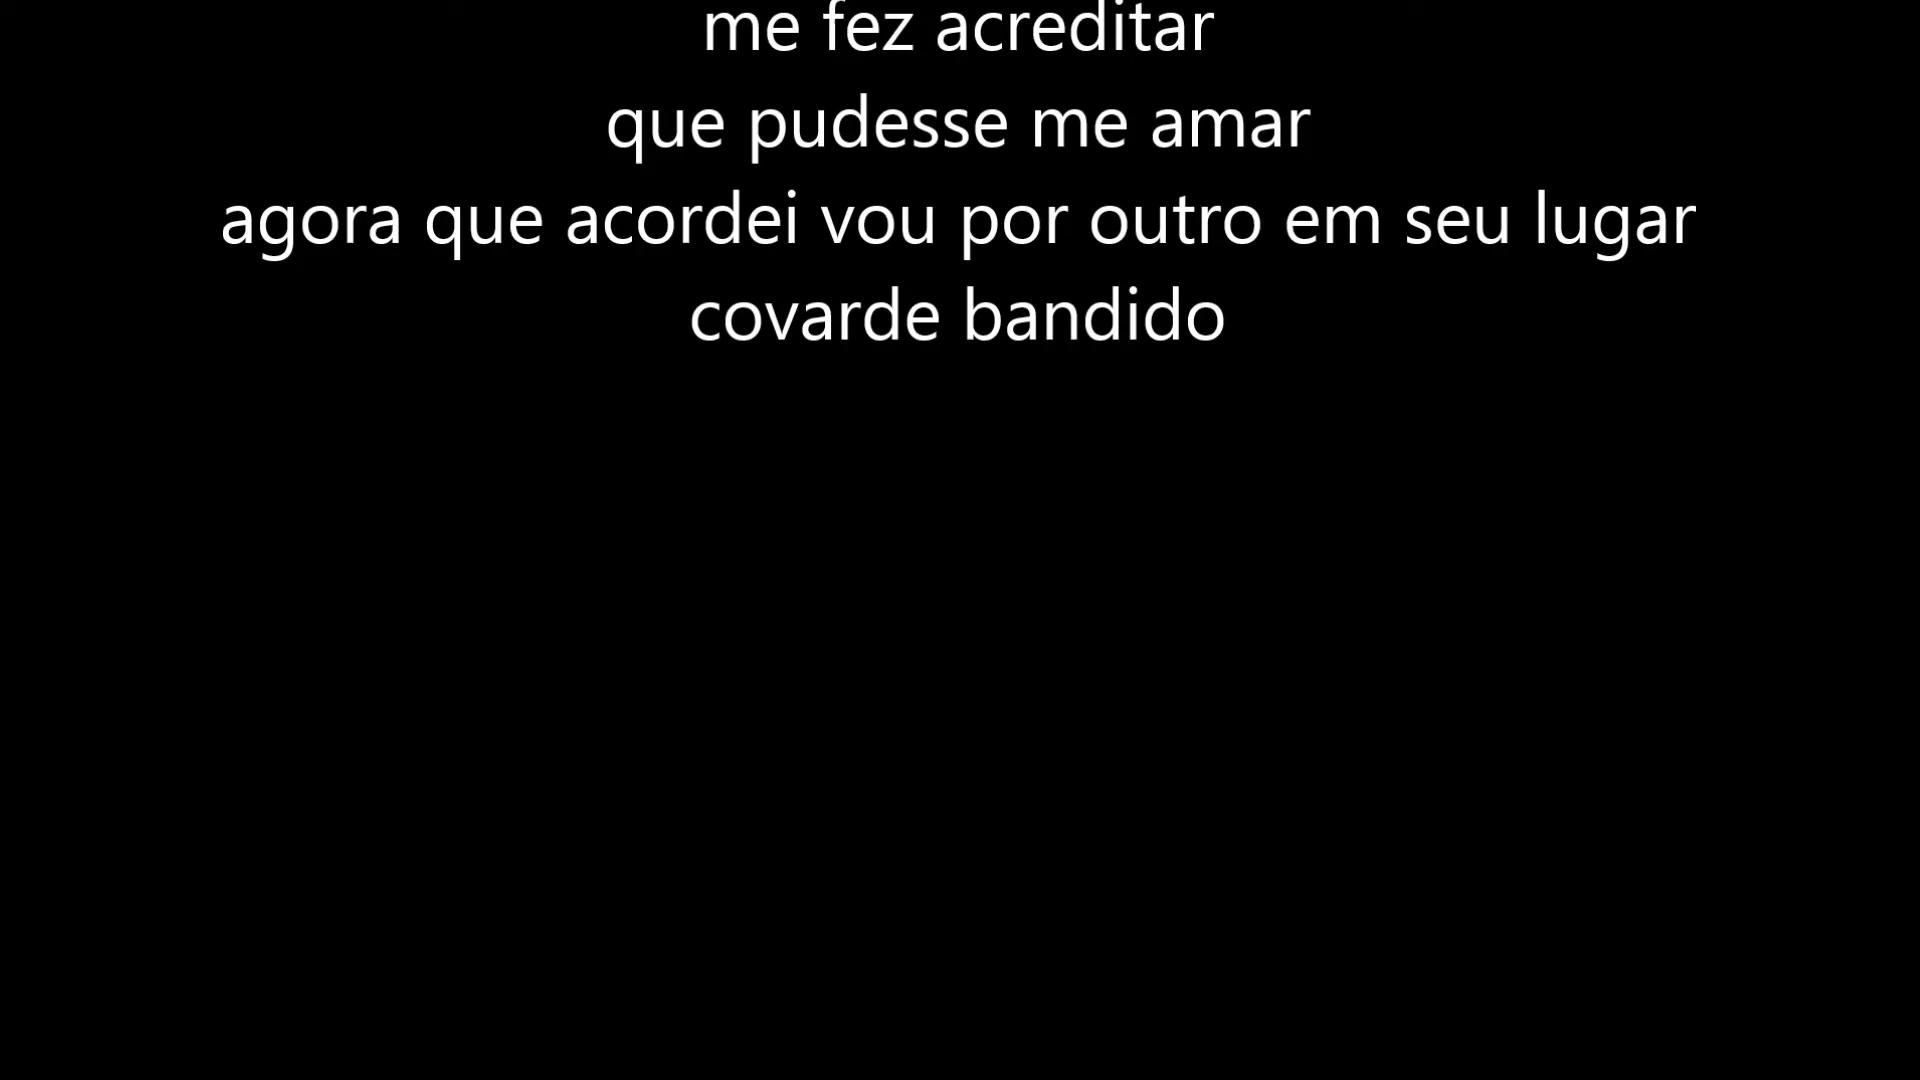 me fez acreditar
que pudesse me amar
agora que acordei vou por outro em seu lugar
covarde bandido